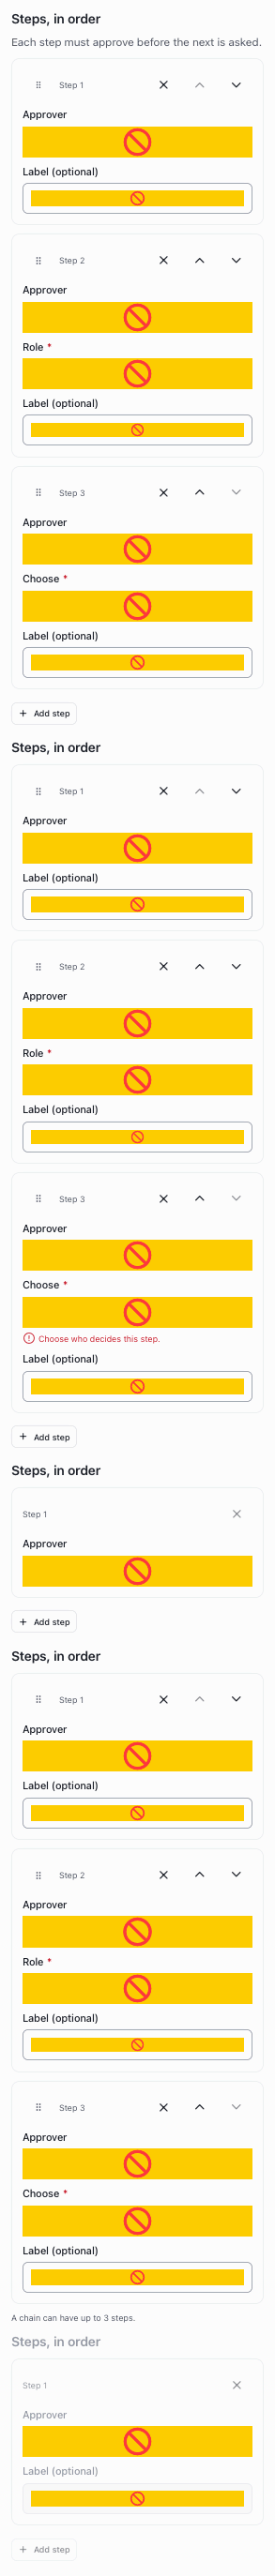 Steps, in order
Each step must approve before the next is asked.
Step 1
Approver
Label (optional)
Step 2
Approver
Role *
Label (optional)
Step 3
Approver
Choose *
Label (optional)
+ Add step
Steps, in order
Step 1
Approver
Label (optional)
Step 2
Approver
Role *
Label (optional)
Step 3
Approver
Choose *
Choose who decides this step.
Label (optional)
+ Add step
Steps, in order
Step 1
Approver
+ Add step
Steps, in order
Step 1
Approver
Label (optional)
Step 2
Approver
Role *
Label (optional)
Step 3
Approver
Choose *
Label (optional)
A chain can have up to 3 steps.
Steps, in order
Step 1
Approver
Label (optional)
+ Add step